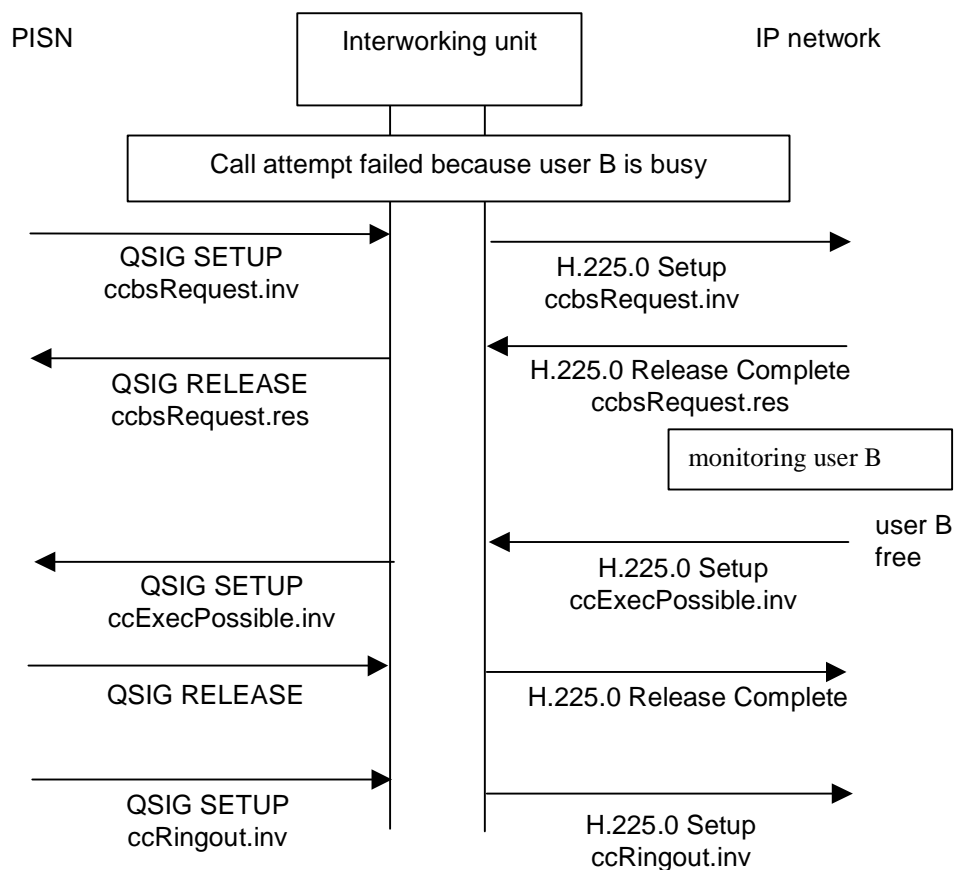 PISN
Interworking unit
IP network
Call attempt failed because user B is busy
QSIG SETUP
ccbsRequest.inv
H.225.0 Setup
ccbsRequest.inv
QSIG RELEASE
ccbsRequest.res
H.225.0 Release Complete
ccbsRequest.res
monitoring user B
user B
free
QSIG SETUP
ccExecPossible.inv
H.225.0 Setup
ccExecPossible.inv
QSIG RELEASE
H.225.0 Release Complete
QSIG SETUP
ccRingout.inv
H.225.0 Setup
ccRingout.inv